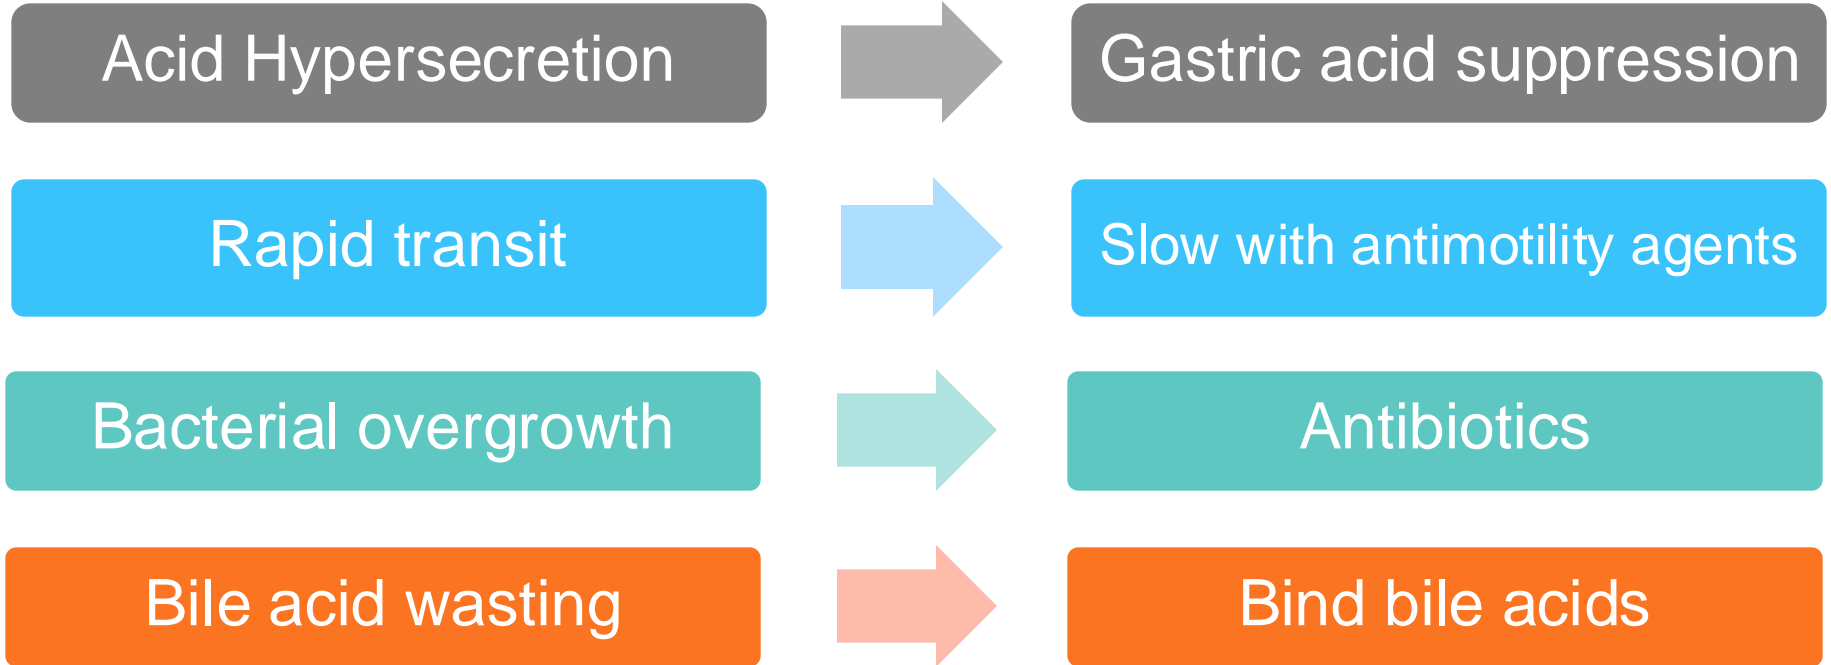 Acid Hypersecretion
Gastric acid suppression
Rapid transit
Slow with antimotility agents
Bacterial overgrowth
Antibiotics
Bile acid wasting
Bind bile acids